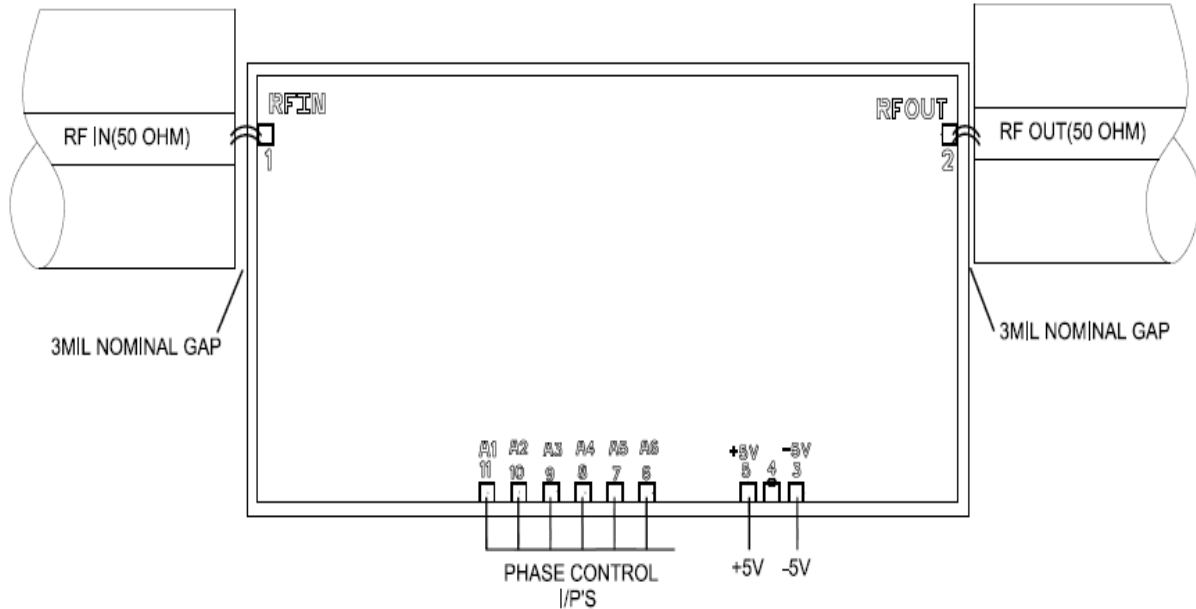 RFIN
RFOUT
RF IN(50 OHM)
RF OUT(50 OHM)
1
2
3MIL NOMINAL GAP
3MIL NOMINAL GAP
A1 A2 A3 A4 A5 A6 +5V -5V
11 10 9 8 7 6 5 4 3
PHASE CONTROL
I/P'S
+5V -5V